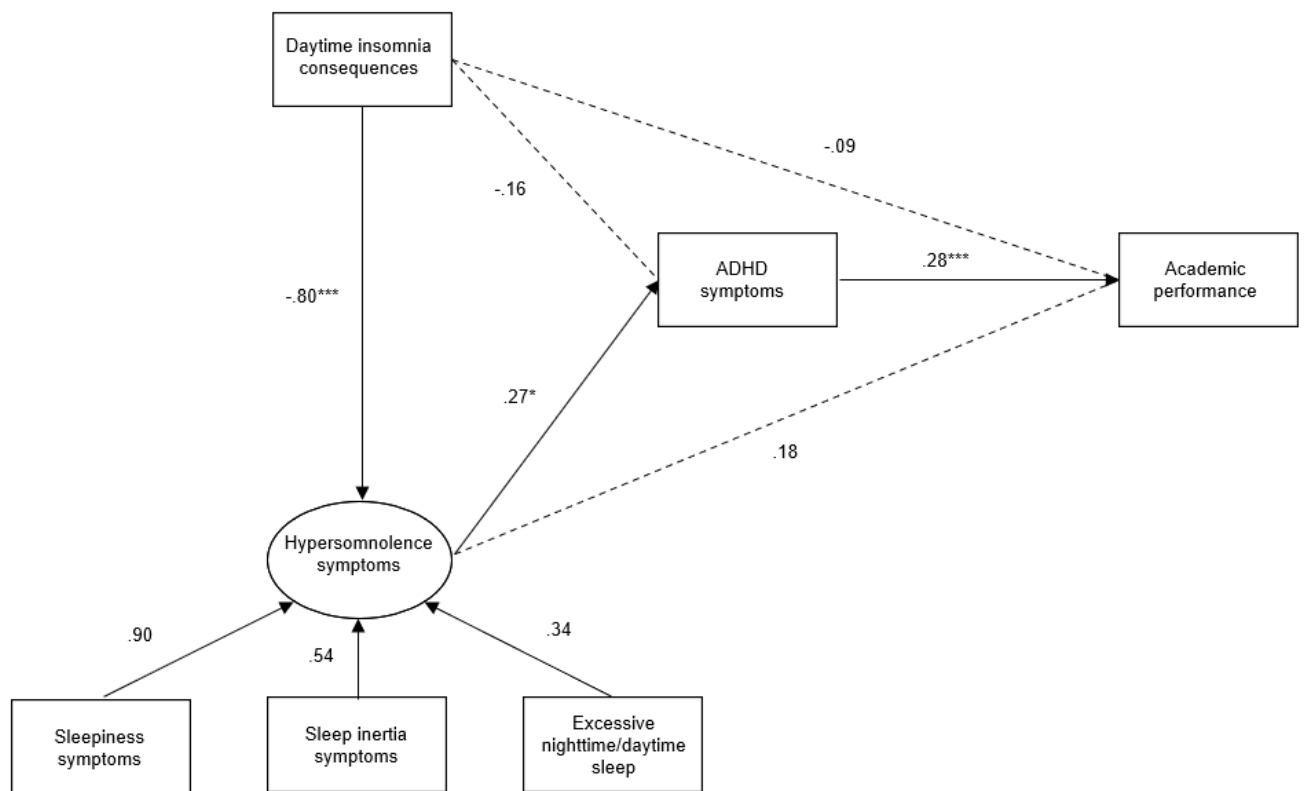 Daytime insomnia
consequences
-.09
-.16
ADHD
symptoms
.28***
Academic
performance
-.80***
.27*
.18
Hypersomnolence
symptoms
.90
.54
.34
Sleepiness
symptoms
Sleep inertia
symptoms
Excessive
nighttime/daytime
sleep